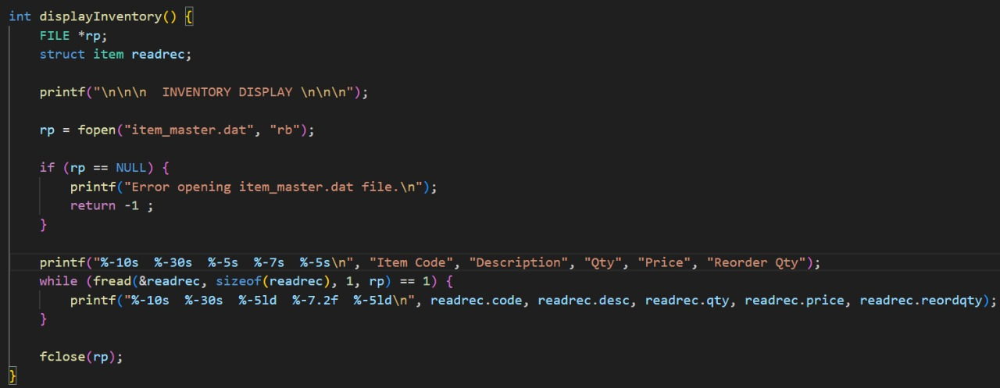 int displayInventory() {
    FILE *rp;
    struct item readrec;

    printf("\n\n\n  INVENTORY DISPLAY \n\n\n");

    rp = fopen("item_master.dat", "rb");

    if (rp == NULL) {
        printf("Error opening item_master.dat file.\n");
        return -1 ;
    }

    printf("%-10s  %-30s  %-5s  %-7s  %-5s\n", "Item Code", "Description", "Qty", "Price", "Reorder Qty");
    while (fread(&readrec, sizeof(readrec), 1, rp) == 1) {
        printf("%-10s  %-30s  %-5ld  %-7.2f  %-5ld\n", readrec.code, readrec.desc, readrec.qty, readrec.price, readrec.reordqty);
    }

    fclose(rp);
}